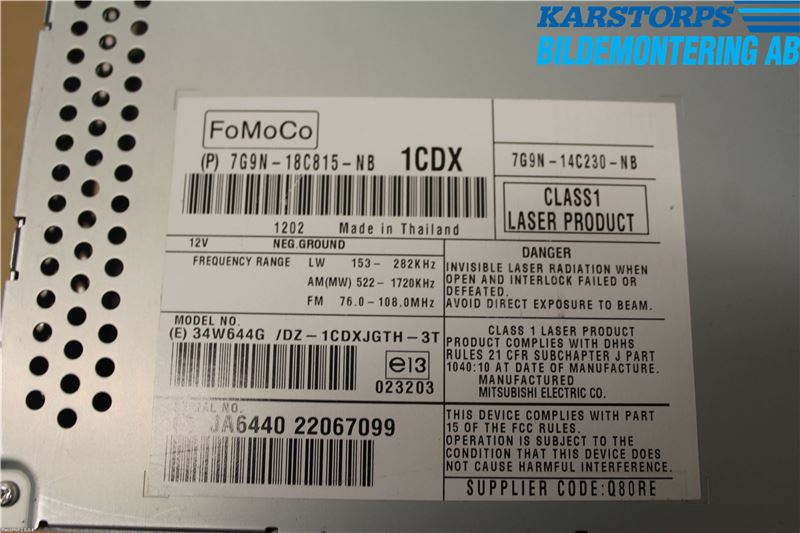 KARSTORPS
BILDEMONTERING AB
FoMoCo
(P) 7G9N-18C815-NB 1CDX
7G9N-14C230-NB
CLASS1
LASER PRODUCT
1202 Made in Thailand
12V NEG.GROUND
FREQUENCY RANGE LW 153- 282KHz
AM(MW) 522-1720KHz
FM 76.0-108.0MHz
DANGER
INVISIBLE LASER RADIATION WHEN
OPEN AND INTERLOCK FAILED OR
DEFEATED.
AVOID DIRECT EXPOSURE TO BEAM.
MODEL NO.
(E) 34W644G /DZ-1CDXJGTH-3T
e13
023203
CLASS 1 LASER PRODUCT
PRODUCT COMPLIES WITH DHHS
RULES 21 CFR SUBCHAPTER J PART
1040:10 AT DATE OF MANUFACTURE.
MANUFACTURED
MITSUBISHI ELECTRIC CO.
NO.
JA6440 22067099
THIS DEVICE COMPLIES WITH PART
15 OF THE FCC RULES.
OPERATION IS SUBJECT TO THE
CONDITION THAT THIS DEVICE DOES
NOT CAUSE HARMFUL INTERFERENCE.
SUPPLIER CODE:Q80RE